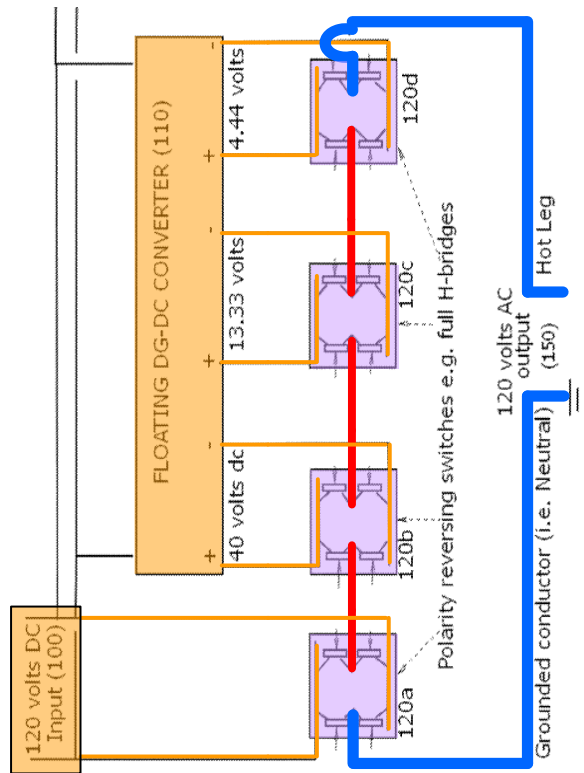 120 volts DC
Input (100)
FLOATING DG-DC CONVERTER (110)
+ 40 volts dc -
+ 13.33 volts -
+ 4.44 volts -
120a
120b
120c
120d
Polarity reversing switches e.g. full H-bridges
Grounded conductor (i.e. Neutral)
120 volts AC
output
(150)
Hot Leg